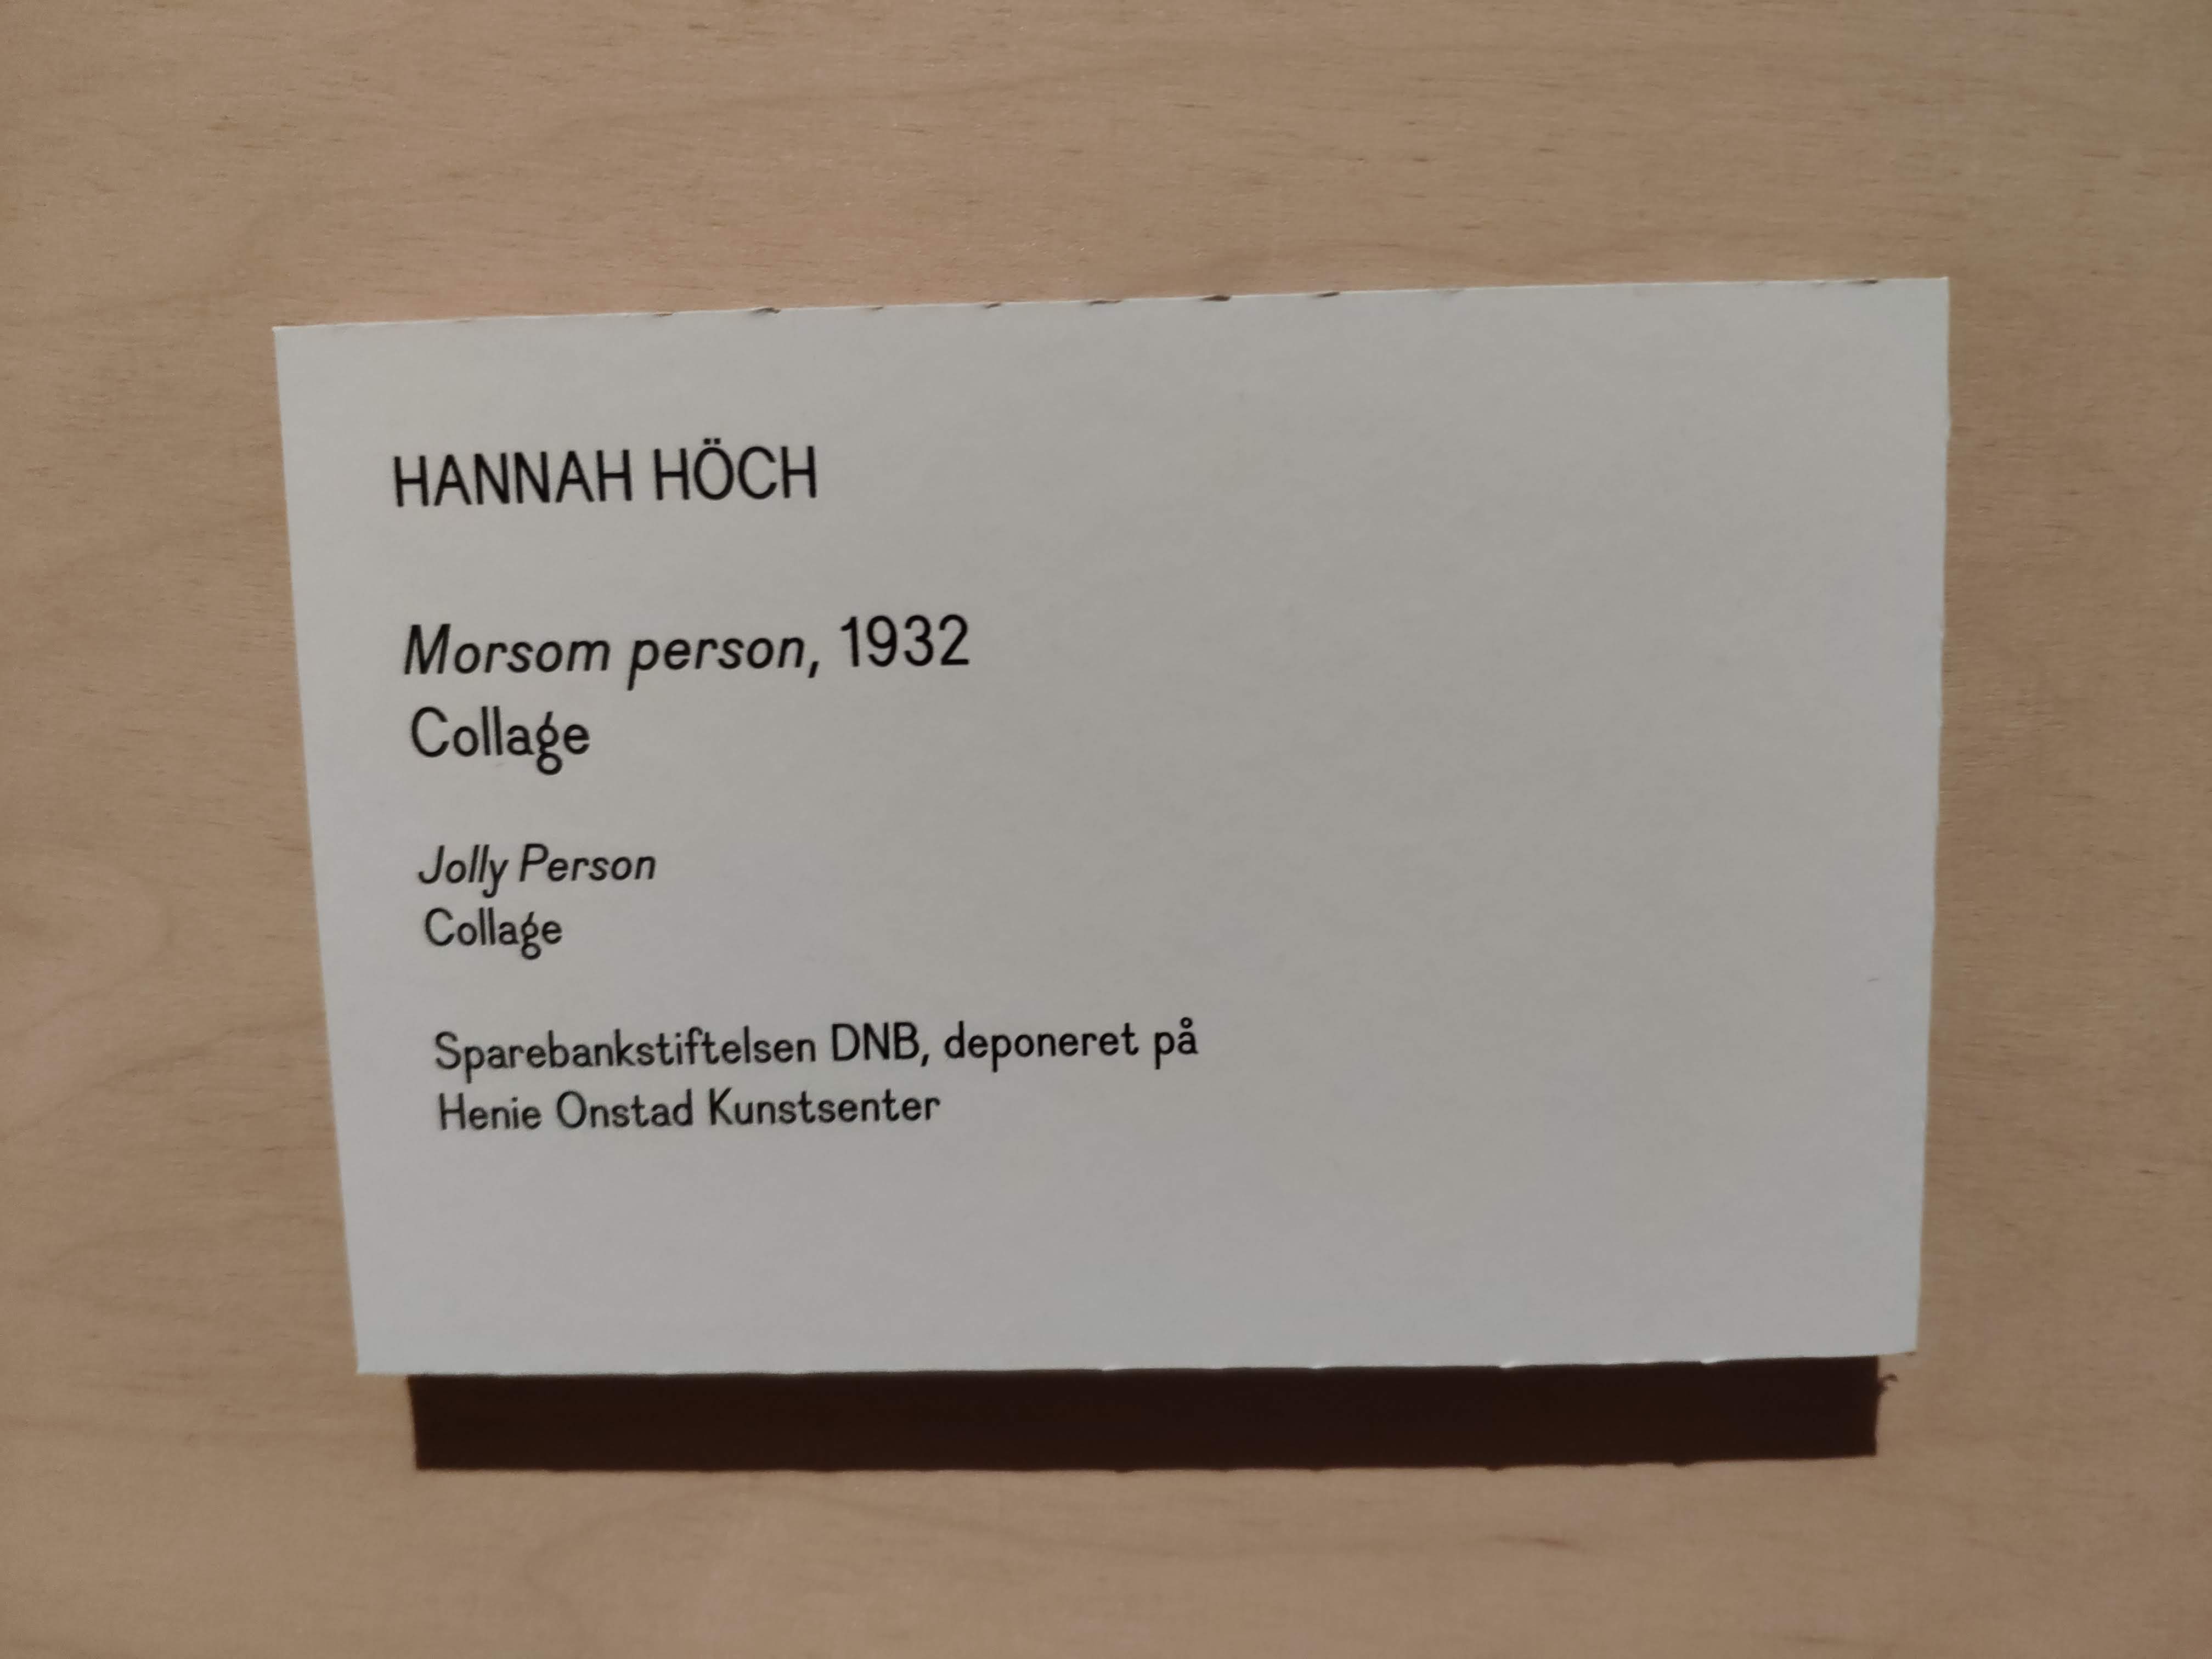 HANNAH HÖCH
Morsom person, 1932
Collage
Jolly Person
Collage
Sparebankstiftelsen DNB, deponeret på
Henie Onstad Kunstsenter